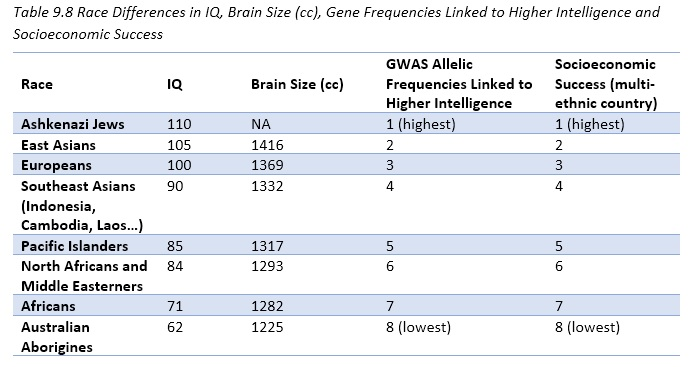 Table 9.8 Race Differences in IQ, Brain Size (cc), Gene Frequencies Linked to Higher Intelligence and
Socioeconomic Success
Race IQ Brain Size (cc) GWAS Allelic Frequencies Linked to Higher Intelligence Socioeconomic Success (multi-ethnic country)
Ashkenazi Jews 110 NA 1 (highest) 1 (highest)
East Asians 105 1416 2 2
Europeans 100 1369 3 3
Southeast Asians 90 1332 4 4
(Indonesia,
Cambodia, Laos...)
Pacific Islanders 85 1317 5 5
North Africans and 84 1293 6 6
Middle Easterners
Africans 71 1282 7 7
Australian 62 1225 8 (lowest) 8 (lowest)
Aborigines